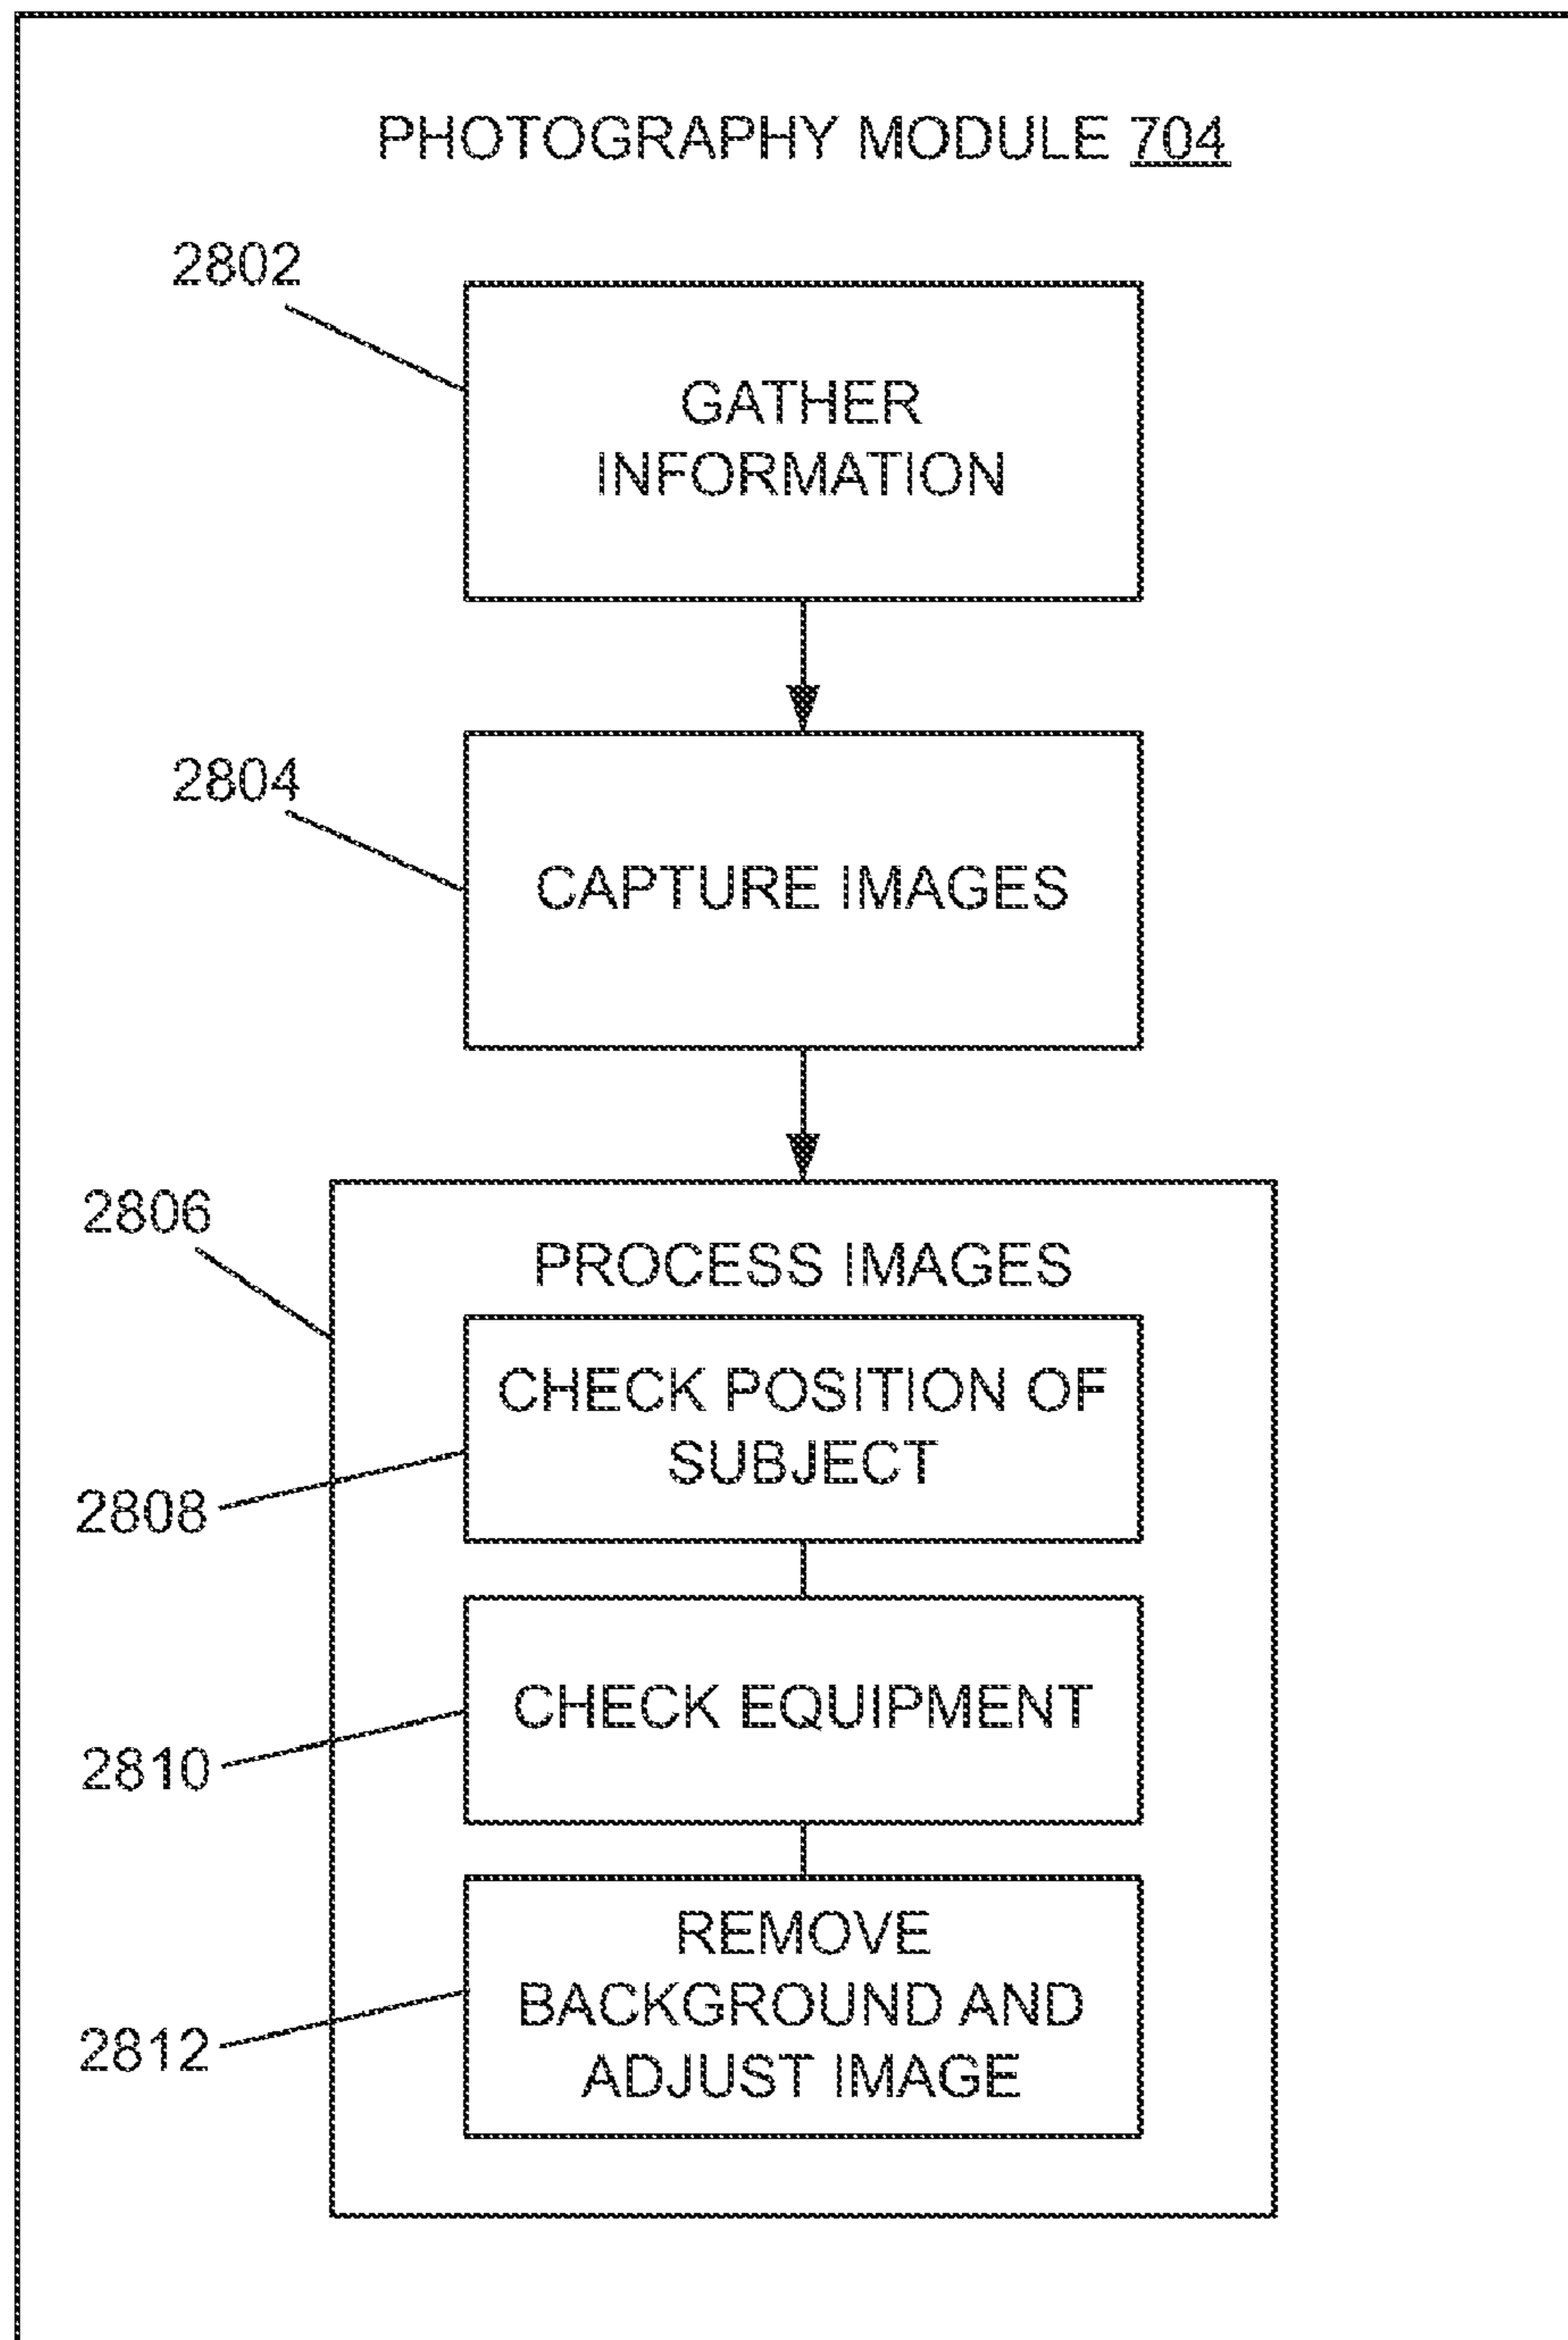 PHOTOGRAPHY MODULE 704
2802
GATHER
INFORMATION
2804
CAPTURE IMAGES
2806
PROCESS IMAGES
CHECK POSITION OF
SUBJECT
2808
CHECK EQUIPMENT
2810
REMOVE
BACKGROUND AND
ADJUST IMAGE
2812